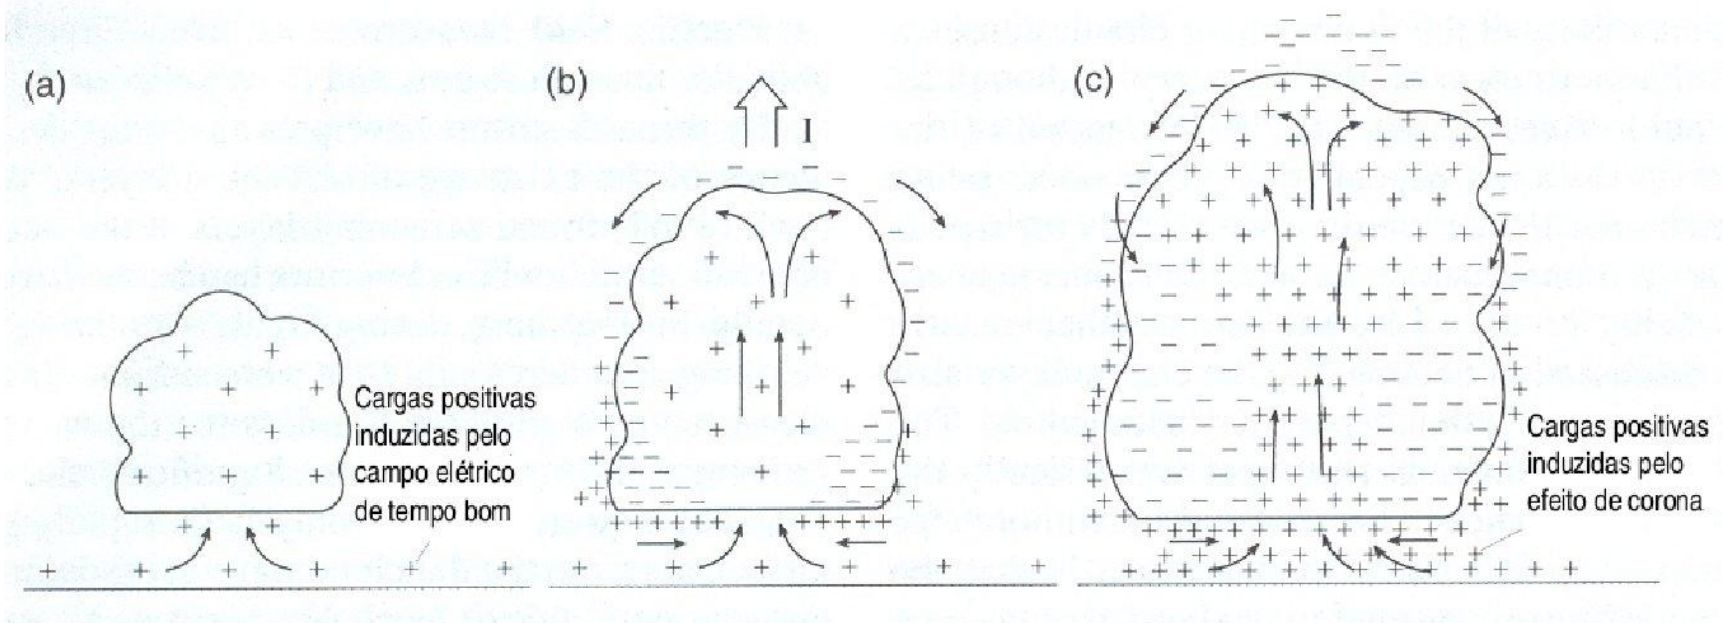 (a)
Cargas positivas
induzidas pelo
campo elétrico
de tempo bom
(b)
I
(c)
Cargas positivas
induzidas pelo
efeito de corona